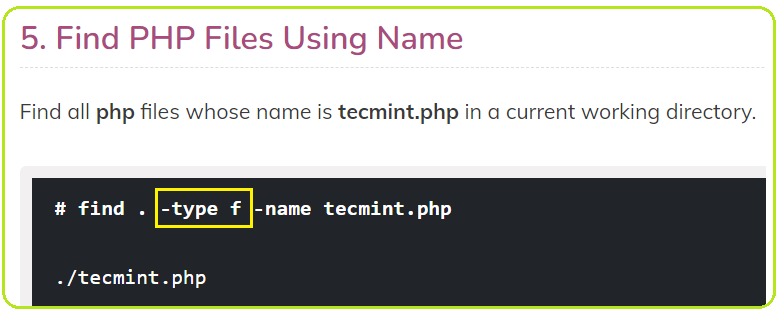 5. Find PHP Files Using Name
Find all php files whose name is tecmint.php in a current working directory.
# find . -type f -name tecmint.php
./tecmint.php